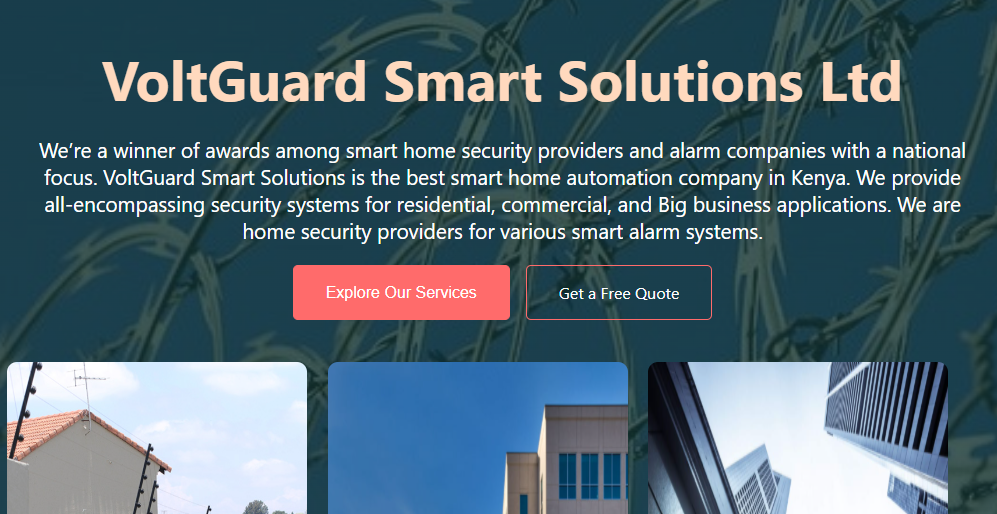 VoltGuard Smart Solutions Ltd
We’re a winner of awards among smart home security providers and alarm companies with a national
focus. VoltGuard Smart Solutions is the best smart home automation company in Kenya. We provide
all-encompassing security systems for residential, commercial, and Big business applications. We are
home security providers for various smart alarm systems.
Explore Our Services
Get a Free Quote